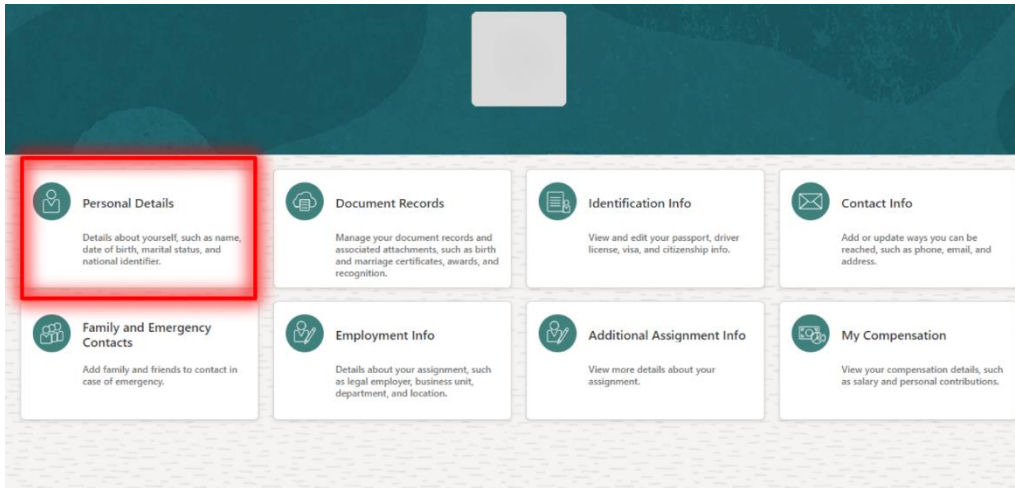 Personal Details
Details about yourself, such as name,
date of birth, marital status, and
national identifier.
Document Records
Manage your document records and
associated attachments, such as birth
and marriage certificates, awards, and
recognition.
Identification Info
View and edit your passport, driver
license, visa, and citizenship info.
Contact Info
Add or update ways you can be
reached, such as phone, email, and
address.
Family and Emergency
Contacts
Add family and friends to contact in
case of emergency.
Employment Info
Details about your assignment, such
as legal employer, business unit,
department, and location.
Additional Assignment Info
View more details about your
assignment.
My Compensation
View your compensation details, such
as salary and personal contributions.